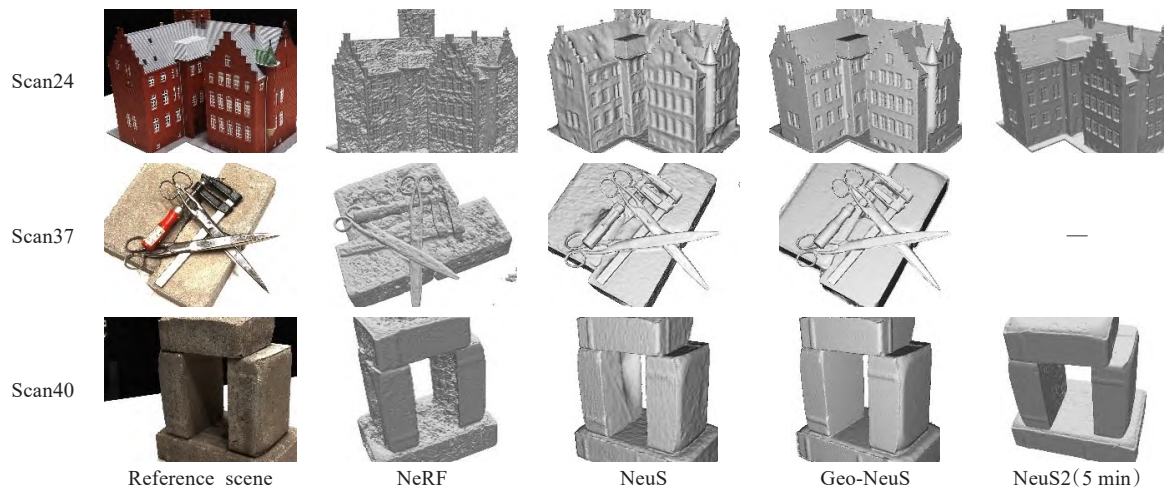 Scan24
Scan37
—
Scan40
Reference scene NeRF NeuS Geo-NeuS NeuS2(5 min)